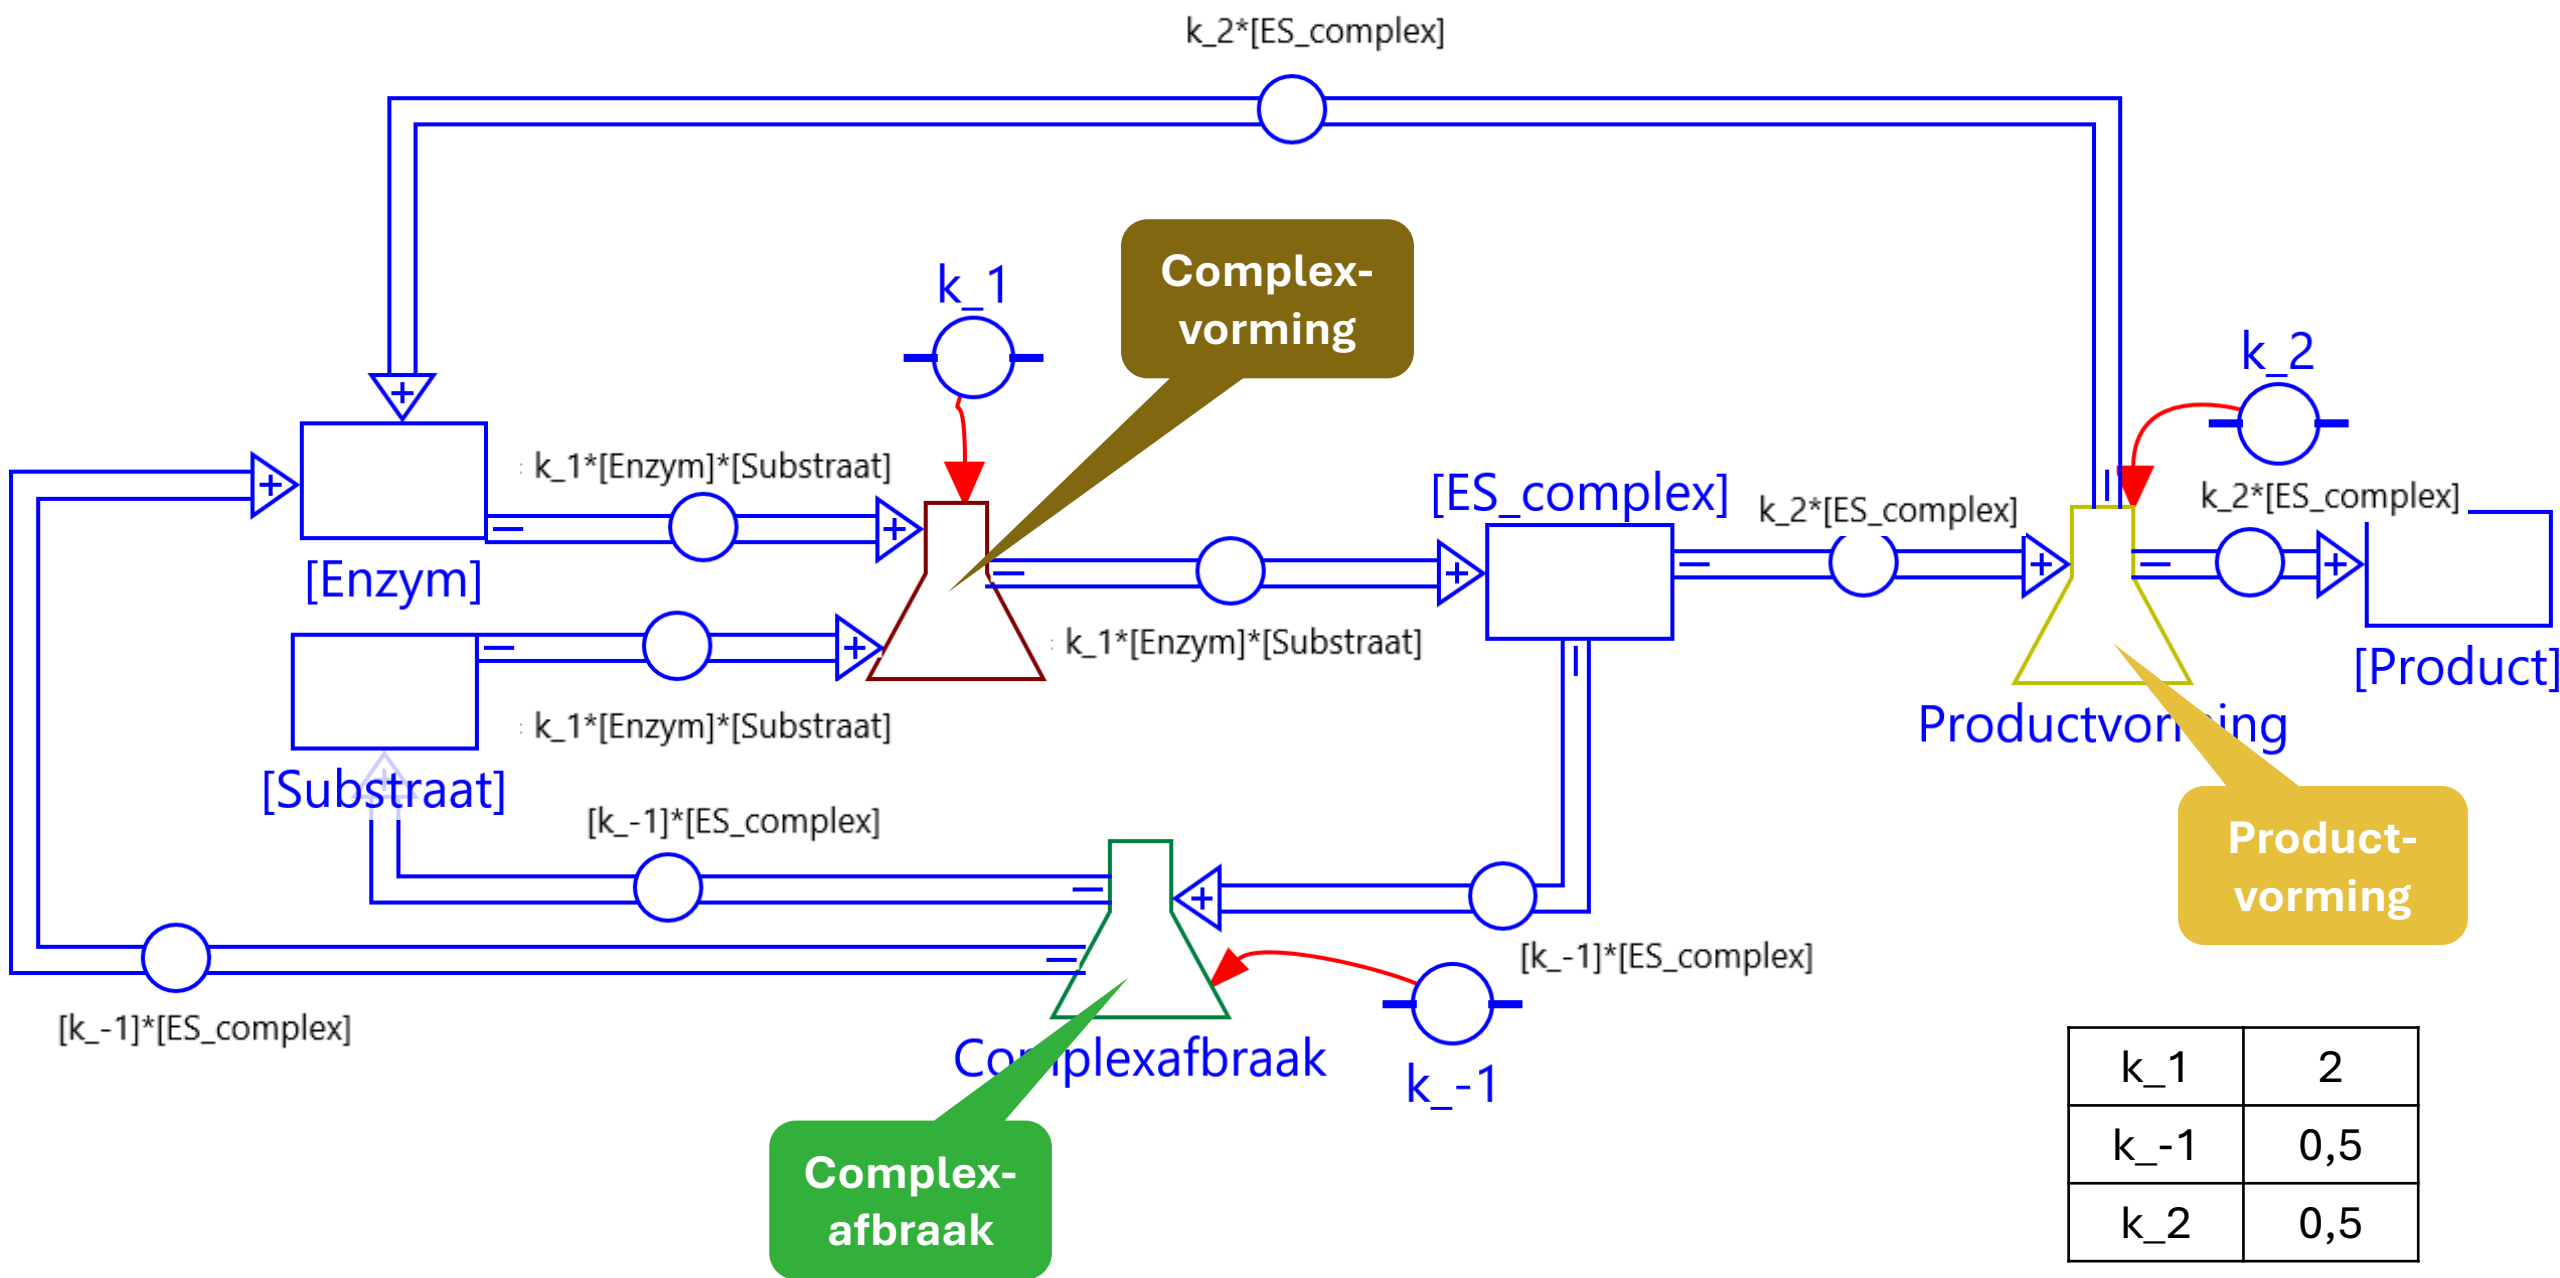 k_2*[ES_complex]
Complex-
vorming
k_1
k_2
k_1*[Enzym]*[Substraat]
[ES_complex]
k_2*[ES_complex]
k_2*[ES_complex]
[Enzym]
k_1*[Enzym]*[Substraat]
[Product]
k_1*[Enzym]*[Substraat]
Productvorming
[Substraat]
[k_-1]*[ES_complex]
Product-
vorming
[k_-1]*[ES_complex]
[k_-1]*[ES_complex]
Complexafbraak
k_-1
Complex-
afbraak
k_1 2
k_-1 0,5
k_2 0,5